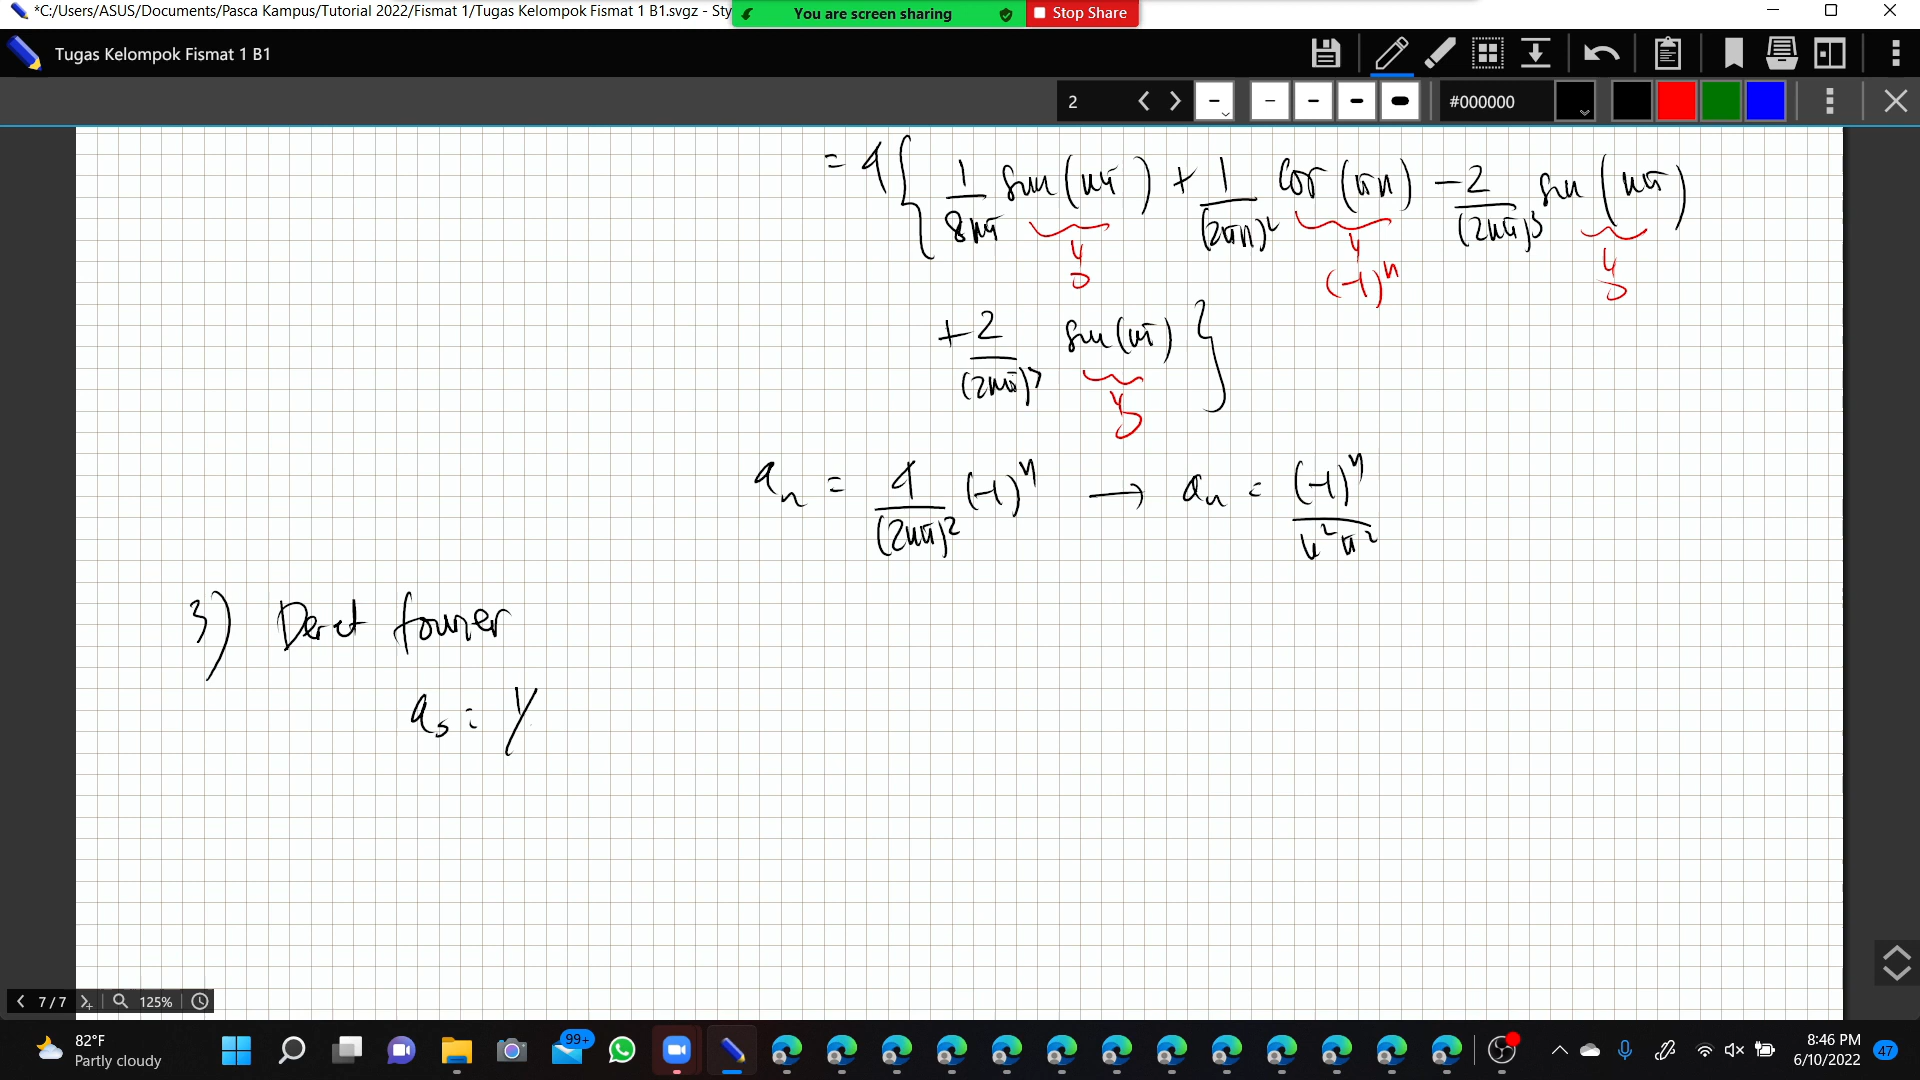 *C:/Users/ASUS/Documents/Pasca Kampus/Tutorial 2022/Fismat 1/Tugas Kelompok Fismat 1 B1.svgz - Sty
You are screen sharing
Stop Share
Tugas Kelompok Fismat 1 B1
2
#000000
= 4{ 1/8nπ sin(nπ) + 1/(2πn)² cos(πn) - 2/(2nπ)³ sin(nπ)
0 (-1)ⁿ 0
+ 2/(2nπ)³ sin(nπ) }
0
aₙ = 4/(2nπ)² (-1)ⁿ → aₙ = (-1)ⁿ/n²π²
3) Deret fourier
a₀ = 1/
7/7
125%
82°F
Partly cloudy
99+
8:46 PM
6/10/2022
47